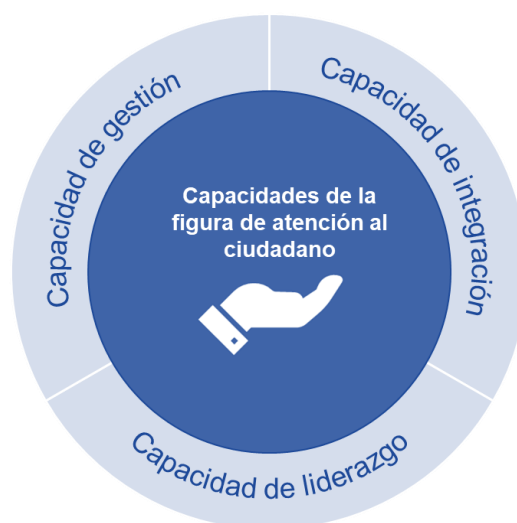 Capacidad de gestión
Capacidad de integración
Capacidades de la
figura de atención al
ciudadano
Capacidad de liderazgo